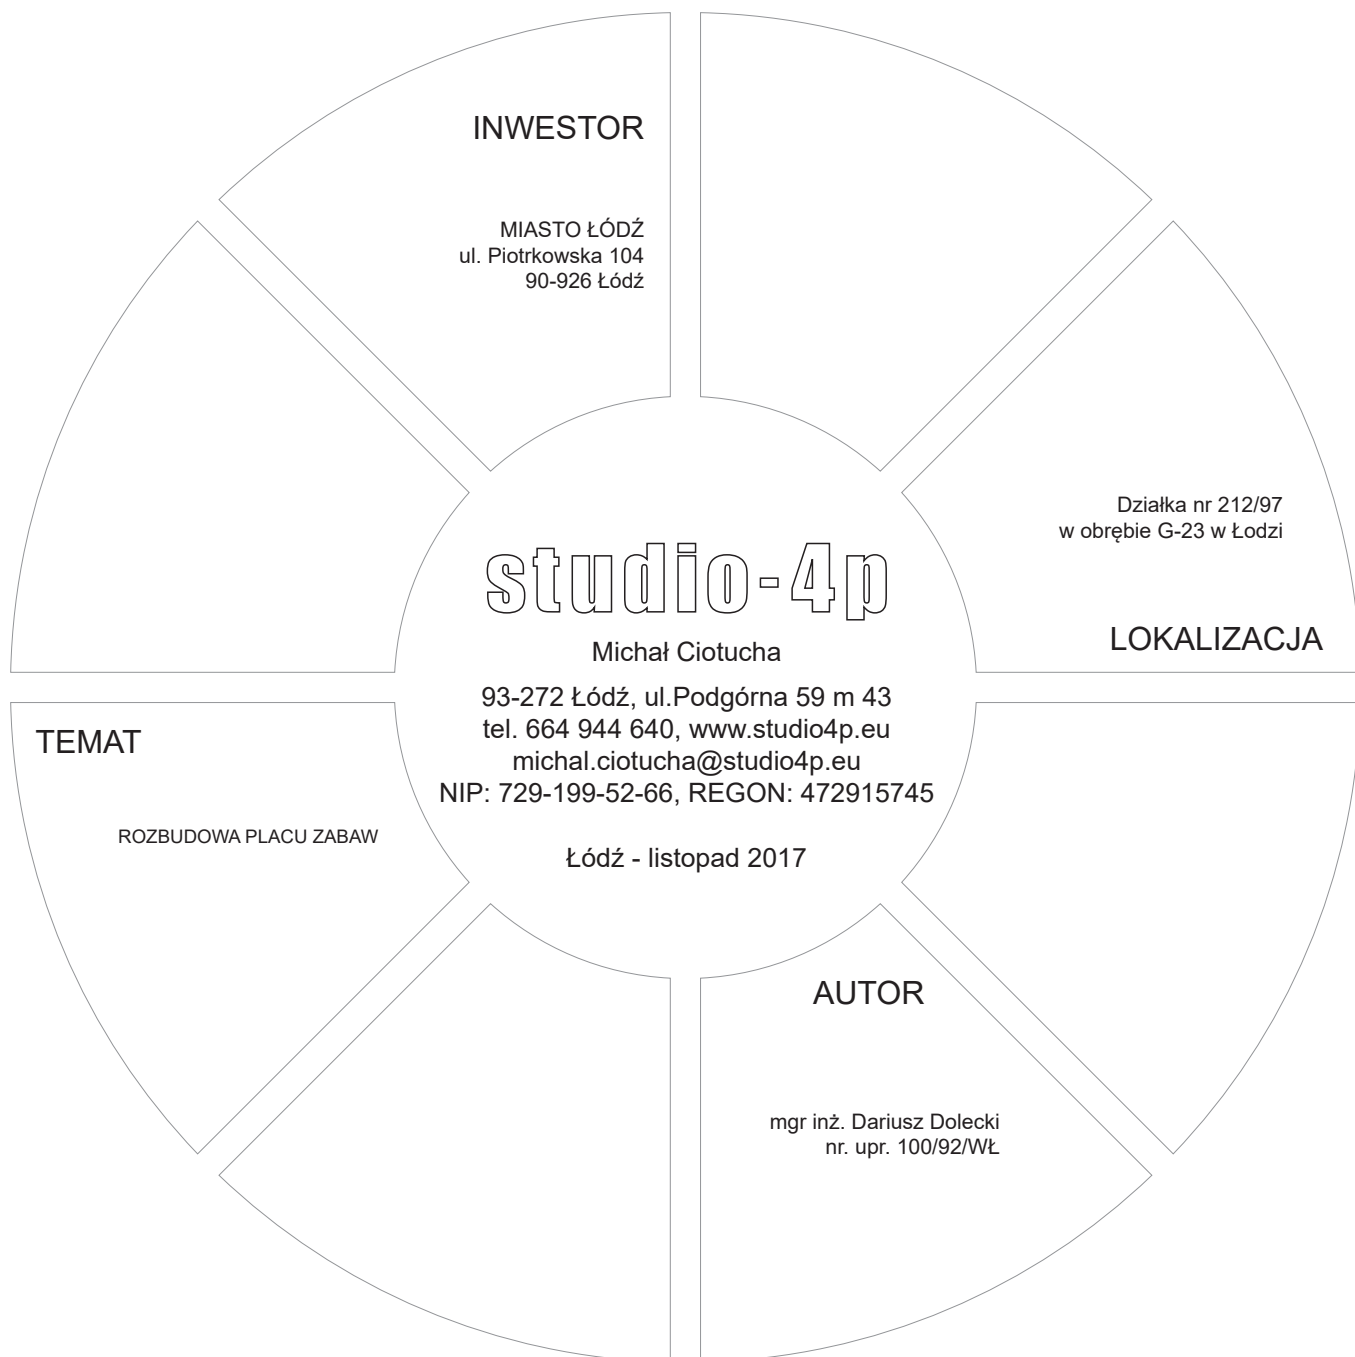 INWESTOR
MIASTO ŁÓDŹ
ul. Piotrkowska 104
90-926 Łódź
Działka nr 212/97
w obrębie G-23 w Łodzi
LOKALIZACJA
studio-4p
Michał Ciotucha
93-272 Łódź, ul.Podgórna 59 m 43
tel. 664 944 640, www.studio4p.eu
michal.ciotucha@studio4p.eu
NIP: 729-199-52-66, REGON: 472915745
Łódź - listopad 2017
TEMAT
ROZBUDOWA PLACU ZABAW
AUTOR
mgr inż. Dariusz Dolecki
nr. upr. 100/92/WŁ